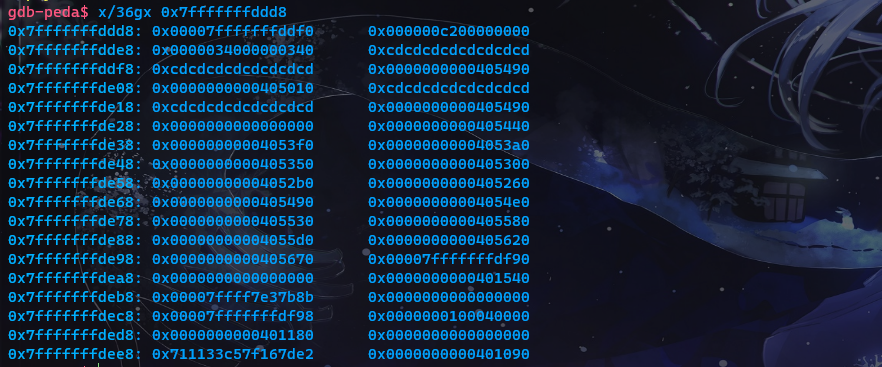 gdb-peda$ x/36gx 0x7fffffffddd8
0x7fffffffddd8: 0x00007fffffffddf0 0x000000c200000000
0x7fffffffdde8: 0x0000034000000340 0xcdcdcdcdcdcdcdcd
0x7fffffffddf8: 0xcdcdcdcdcdcdcdcd 0x0000000000405490
0x7fffffffde08: 0x0000000000405010 0xcdcdcdcdcdcdcdcd
0x7fffffffde18: 0xcdcdcdcdcdcdcdcd 0x0000000000405490
0x7fffffffde28: 0x0000000000000000 0x0000000000405440
0x7fffffffde38: 0x00000000004053f0 0x00000000004053a0
0x7fffffffde48: 0x0000000000405350 0x0000000000405300
0x7fffffffde58: 0x00000000004052b0 0x0000000000405260
0x7fffffffde68: 0x0000000000405490 0x00000000004054e0
0x7fffffffde78: 0x0000000000405530 0x0000000000405580
0x7fffffffde88: 0x00000000004055d0 0x0000000000405620
0x7fffffffde98: 0x0000000000405670 0x00007fffffffdf90
0x7fffffffdea8: 0x0000000000000000 0x0000000000401540
0x7fffffffdeb8: 0x00007ffff7e37b8b 0x0000000000000000
0x7fffffffdec8: 0x00007fffffffdf98 0x0000000100040000
0x7fffffffded8: 0x0000000000401180 0x0000000000000000
0x7fffffffdee8: 0x711133c57f167de2 0x0000000000401090